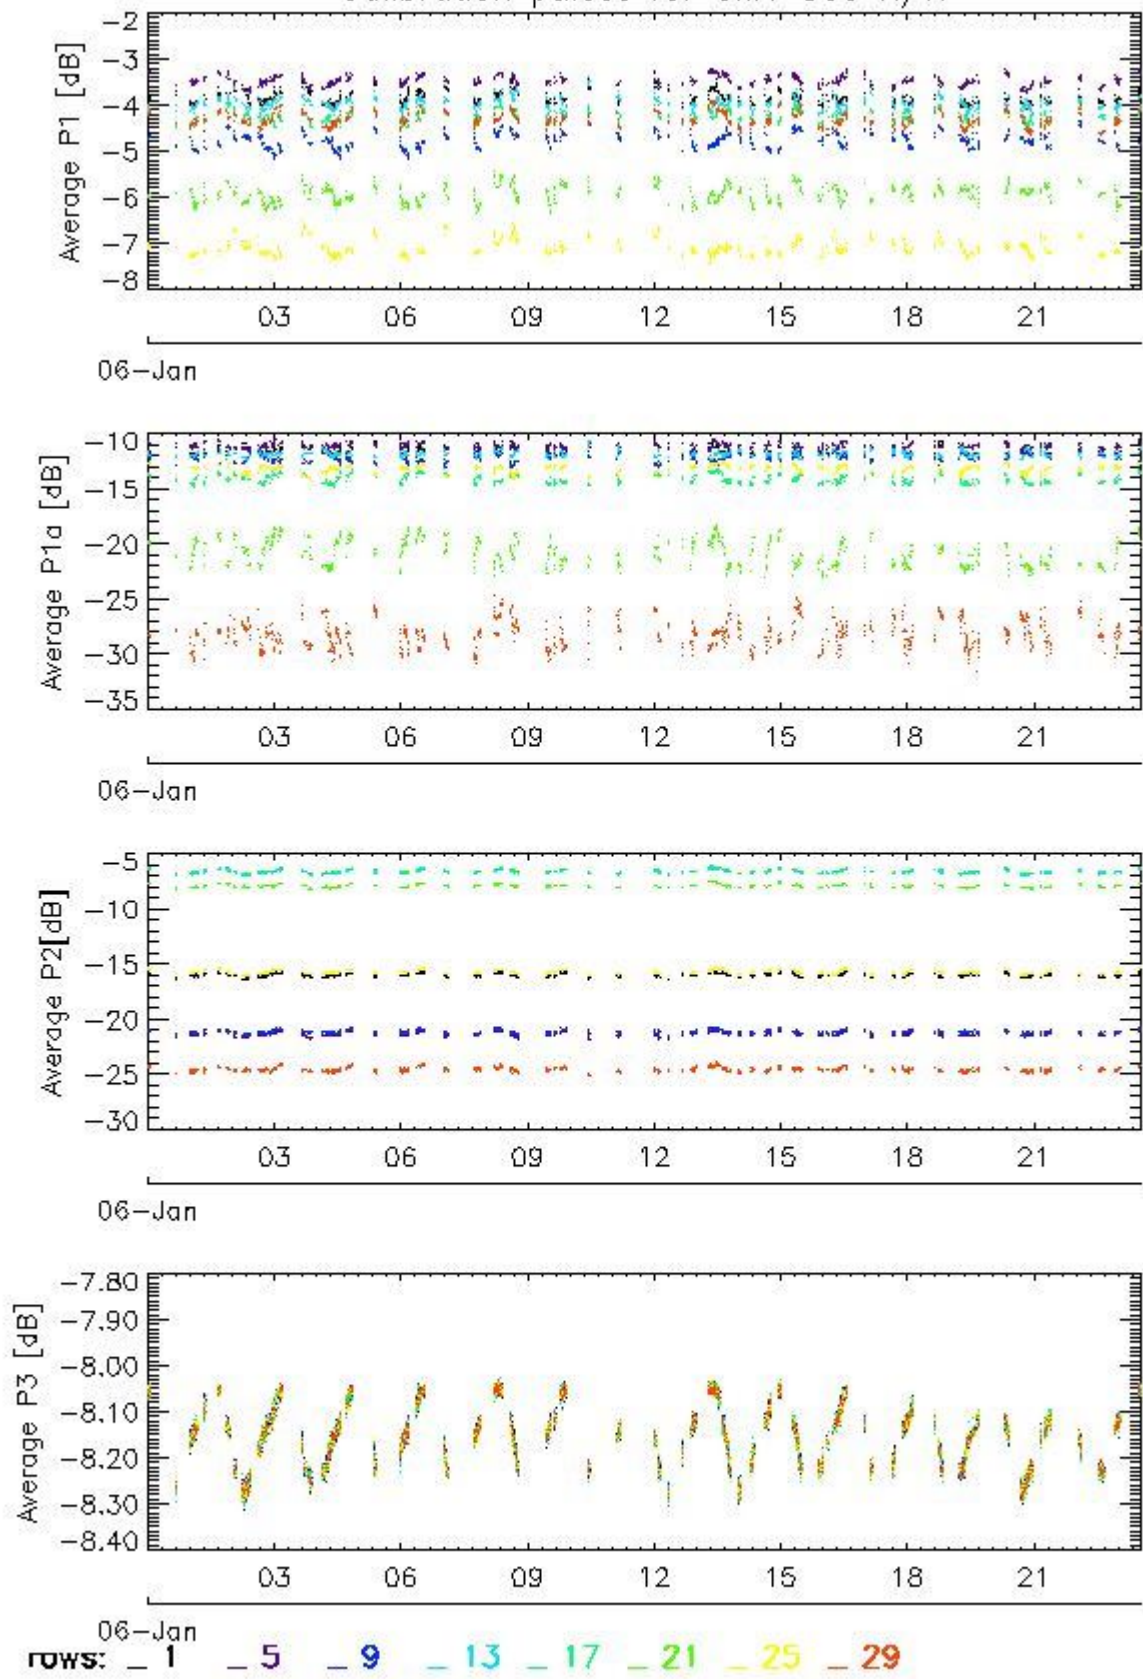 -2
-3
-4
-5
-6
-7
-8
Average P1 [dB]
03 06 09 12 15 18 21
06-Jan
-10
-15
-20
-25
-30
-35
Average P1a [dB]
03 06 09 12 15 18 21
06-Jan
-5
-10
-15
-20
-25
-30
Average P2[dB]
03 06 09 12 15 18 21
06-Jan
-7.80
-7.90
-8.00
-8.10
-8.20
-8.30
-8.40
Average P3 [dB]
03 06 09 12 15 18 21
06-Jan
rows: _ 1 _ 5 _ 9 _ 13 _ 17 _ 21 _ 25 _ 29